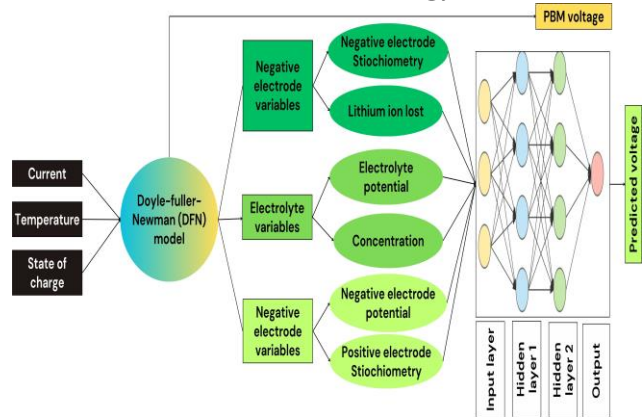 PBM voltage
Negative electrode
Stiochiometry
Negative
electrode
variables
Lithium ion lost
Current
Temperature
State of
charge
Doyle-fuller-
Newman (DFN)
model
Electrolyte
potential
Electrolyte
variables
Concentration
Negative
electrode
variables
Negative electrode
potential
Positive electrode
Stiochiometry
Predicted voltage
Input layer
Hidden
layer 1
Hidden
layer 2
Output